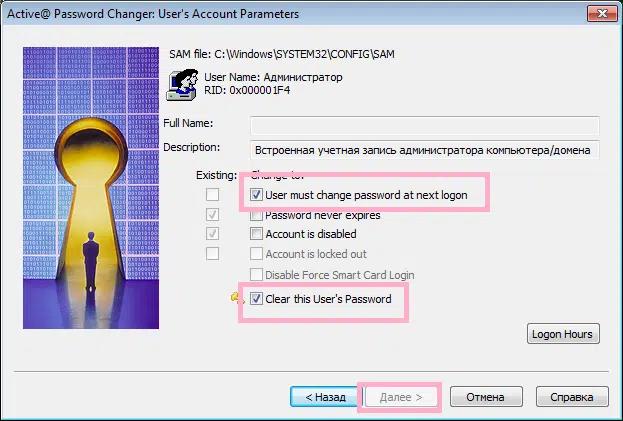 Active@ Password Changer: User's Account Parameters
SAM file: C:\Windows\SYSTEM32\CONFIG\SAM
User Name: Администратор
RID: 0x000001F4
Full Name:
Description: Встроенная учетная запись администратора компьютера/домена
Existing: Change to:
User must change password at next logon
Password never expires
Account is disabled
Account is locked out
Disable Force Smart Card Login
Clear this User's Password
Logon Hours
< Назад Далее > Отмена Справка